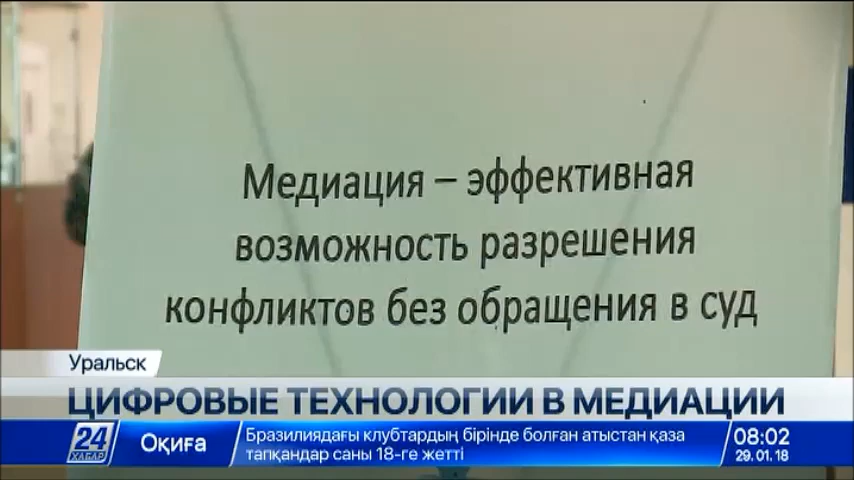 Медиация – эффективная
возможность разрешения
конфликтов без обращения в суд
Уральск
ЦИФРОВЫЕ ТЕХНОЛОГИИ В МЕДИАЦИИ
24
ХАБАР
Оқиға
Бразилиядағы клубтардың бірінде болған атыстан қаза
тапқандар саны 18-ге жетті
08:02
29.01.18